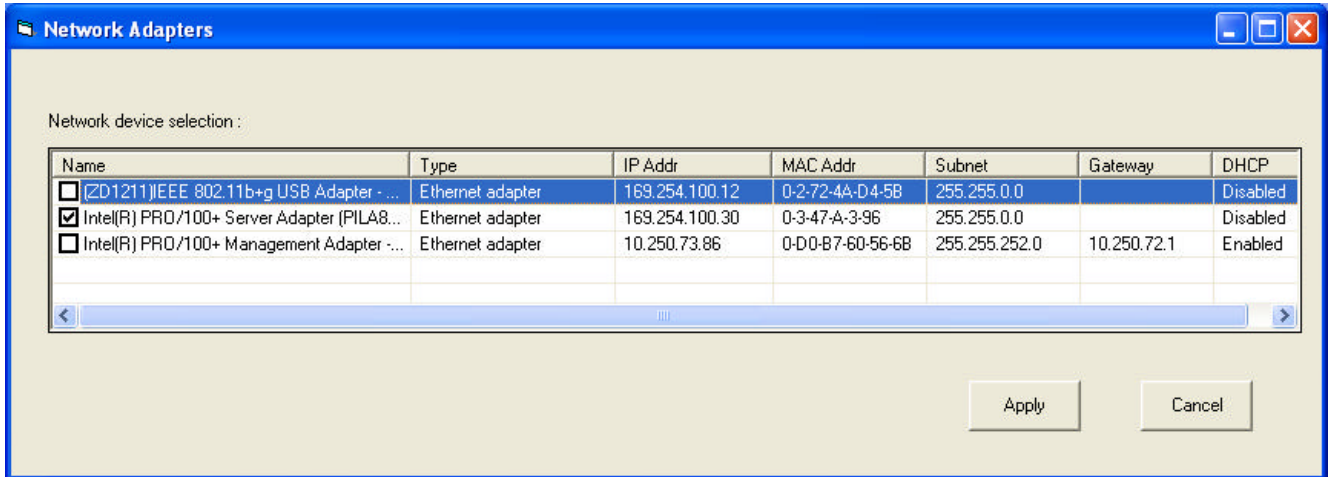 Network Adapters
Network device selection :
Name Type IP Addr MAC Addr Subnet Gateway DHCP
(ZD1211)IEEE 802.11b+g USB Adapter - ... Ethernet adapter 169.254.100.12 0-2-72-4A-D4-5B 255.255.0.0 Disabled
Intel(R) PRO/100+ Server Adapter (PILA8... Ethernet adapter 169.254.100.30 0-3-47-A-3-96 255.255.0.0 Disabled
Intel(R) PRO/100+ Management Adapter -... Ethernet adapter 10.250.73.86 0-D0-B7-60-56-6B 255.255.252.0 10.250.72.1 Enabled
Apply Cancel